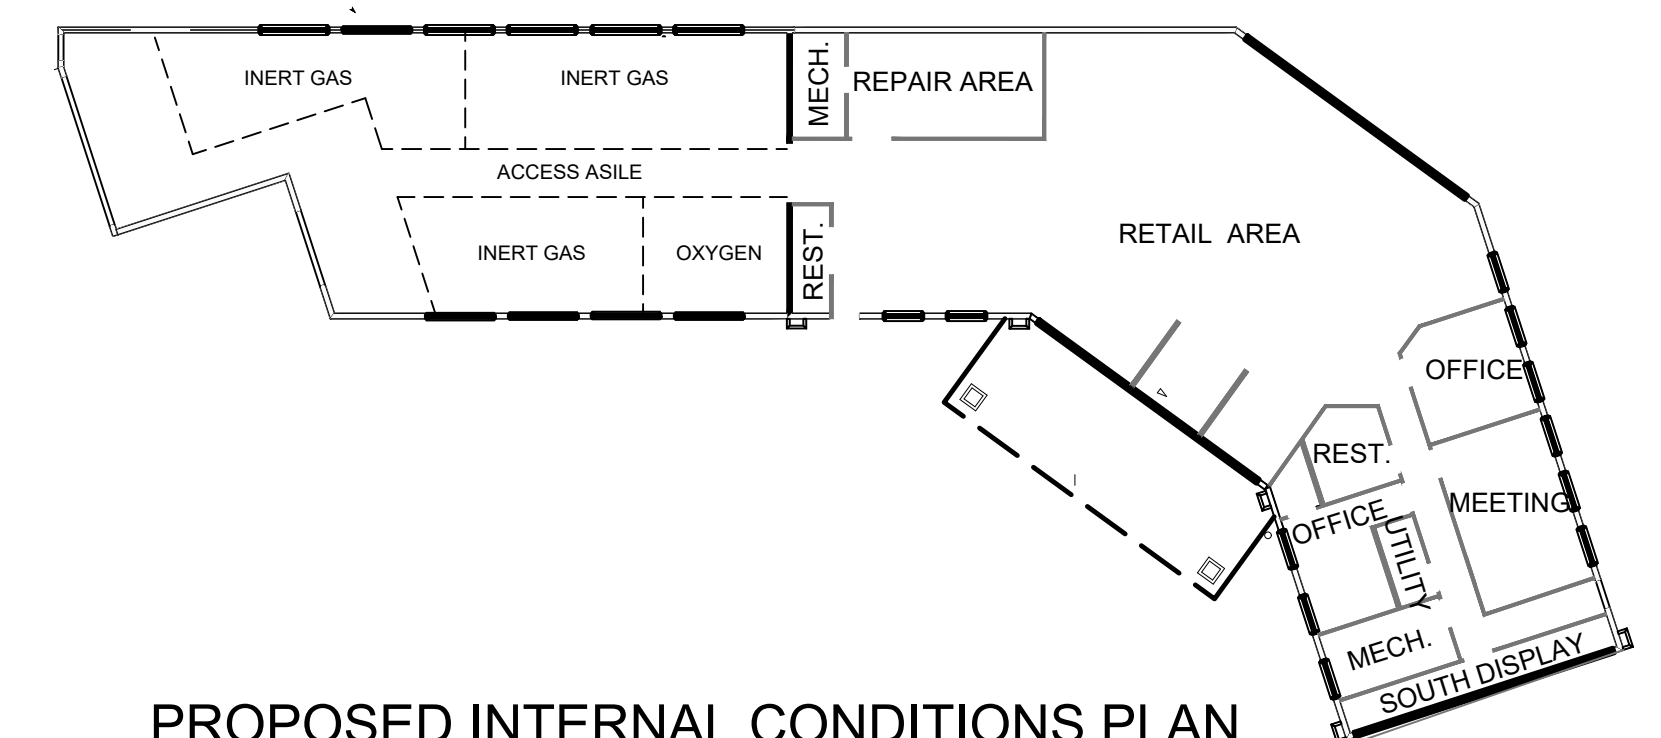 INERT GAS
INERT GAS
MECH.
REPAIR AREA
ACCESS ASILE
RETAIL AREA
INERT GAS
OXYGEN
REST.
OFFICE
REST.
MEETING
OFFICE
UTILITY
MECH.
SOUTH DISPLAY
PROPOSED INTERNAL CONDITIONS PLAN